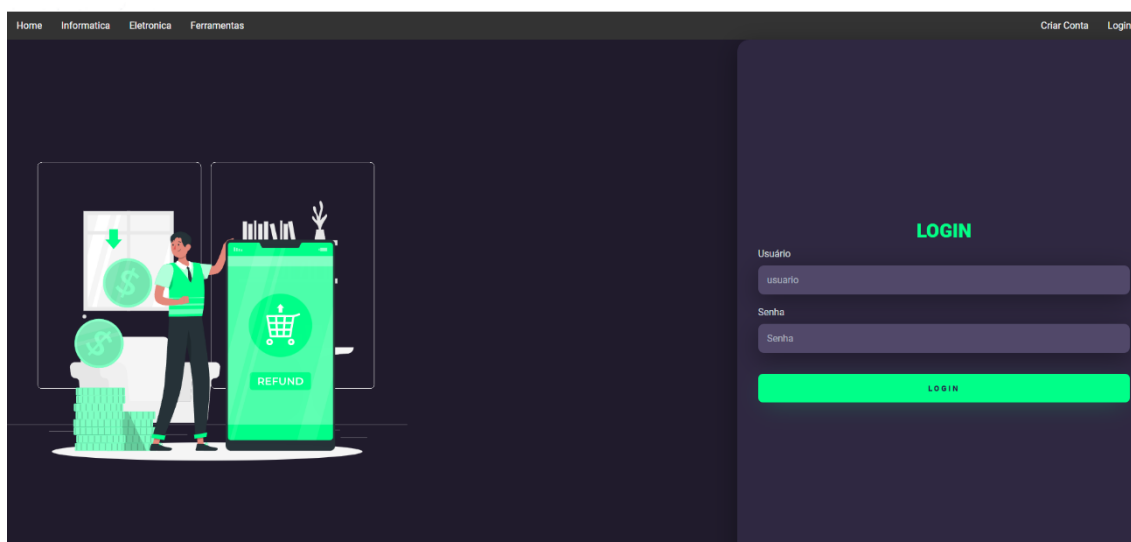 Home Informatica Eletronica Ferramentas Criar Conta Login
LOGIN
Usuário
usuario
Senha
Senha
LOGIN
REFUND